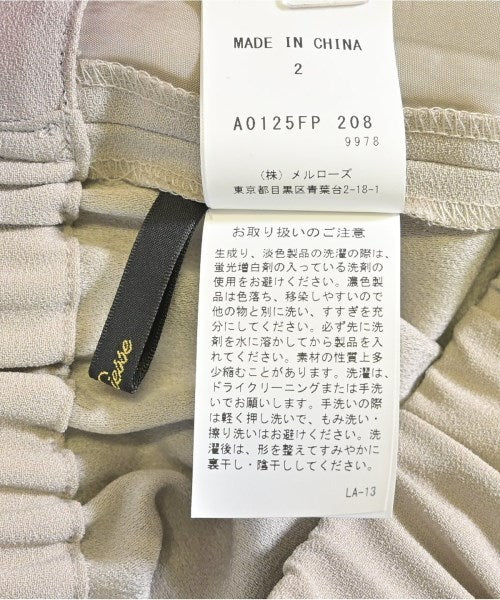 MADE IN CHINA
2
A0125FP 208
9978
(株) メルローズ
東京都目黒区青葉台2-18-1
お取り扱いのご注意
生成り、淡色製品の洗濯の際は、
蛍光増白剤の入っている洗剤の
使用をお避けください。濃色製
品は色落ち、移染しやすいので
他の物と別に洗い、すすぎを充
分にしてください。必ず先に洗
剤を水に溶かしてから製品を入
れてください。素材の性質上多
少縮むことがあります。洗濯は、
ドライクリーニングまたは手洗
いでお願いします。手洗いの際
は軽く押し洗いで、もみ洗い・
擦り洗いはお避けください。洗
濯後は、形を整えてすみやかに
裏干し・陰干ししてください。
LA-13